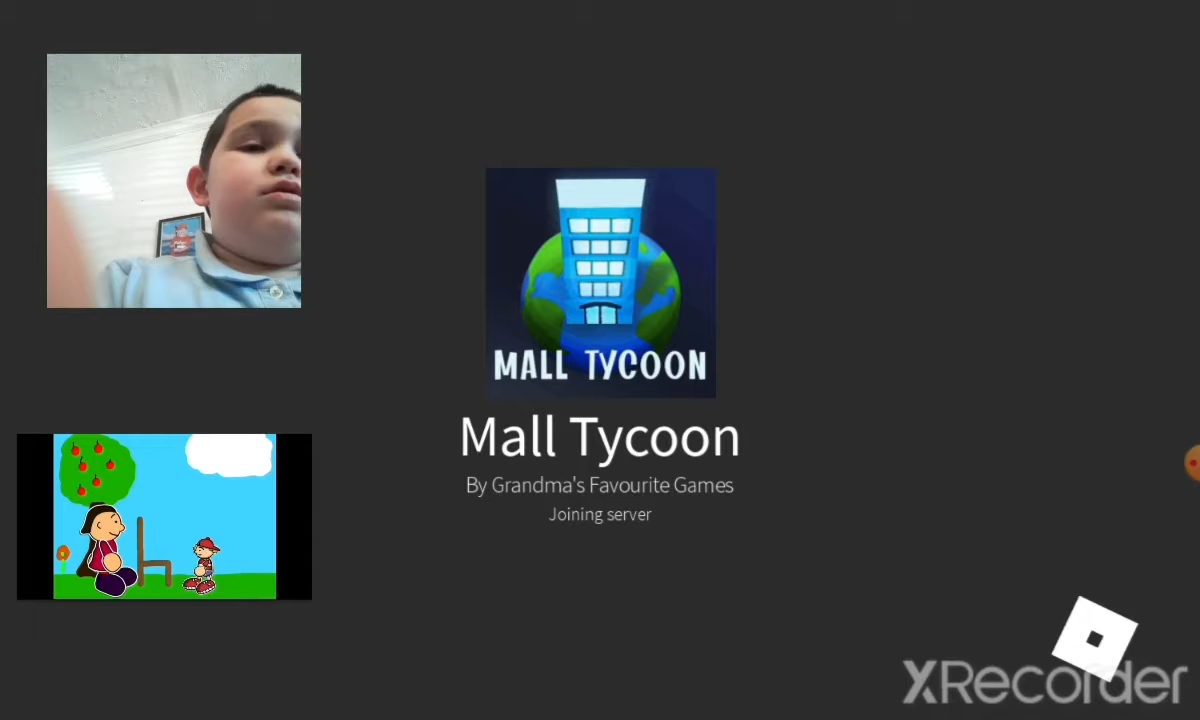 MALL TYCOON
Mall Tycoon
By Grandma's Favourite Games
Joining server
XRecorder